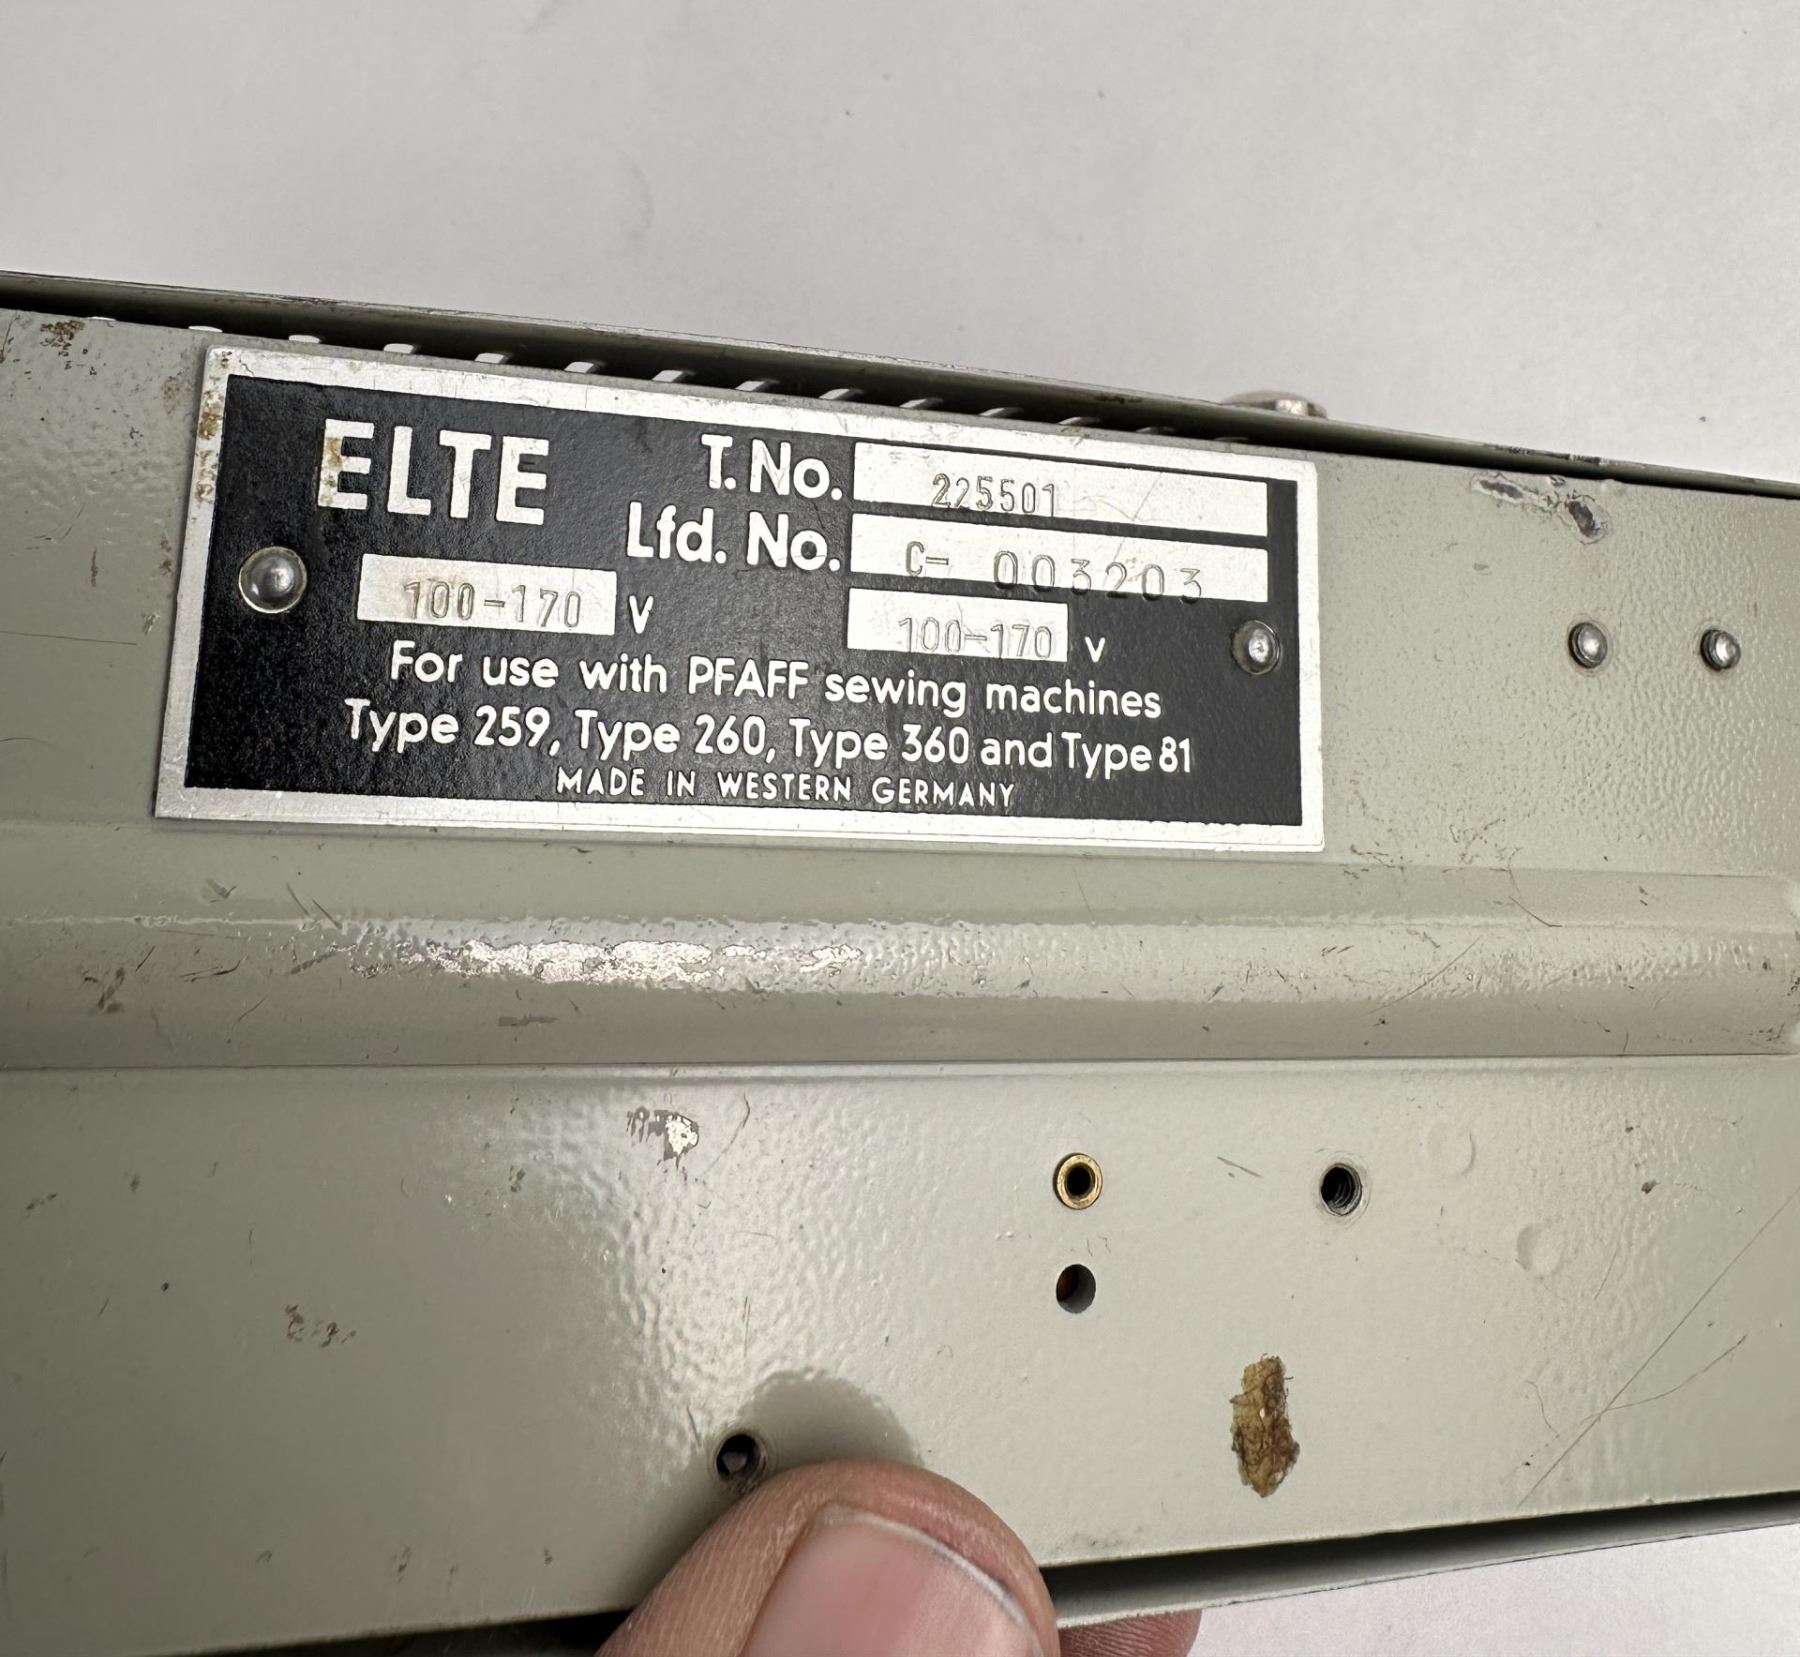 ELTE
T. No. 225501
Lfd. No. C- 003203
100-170 V
100-170 V
For use with PFAFF sewing machines
Type 259, Type 260, Type 360 and Type 81
MADE IN WESTERN GERMANY